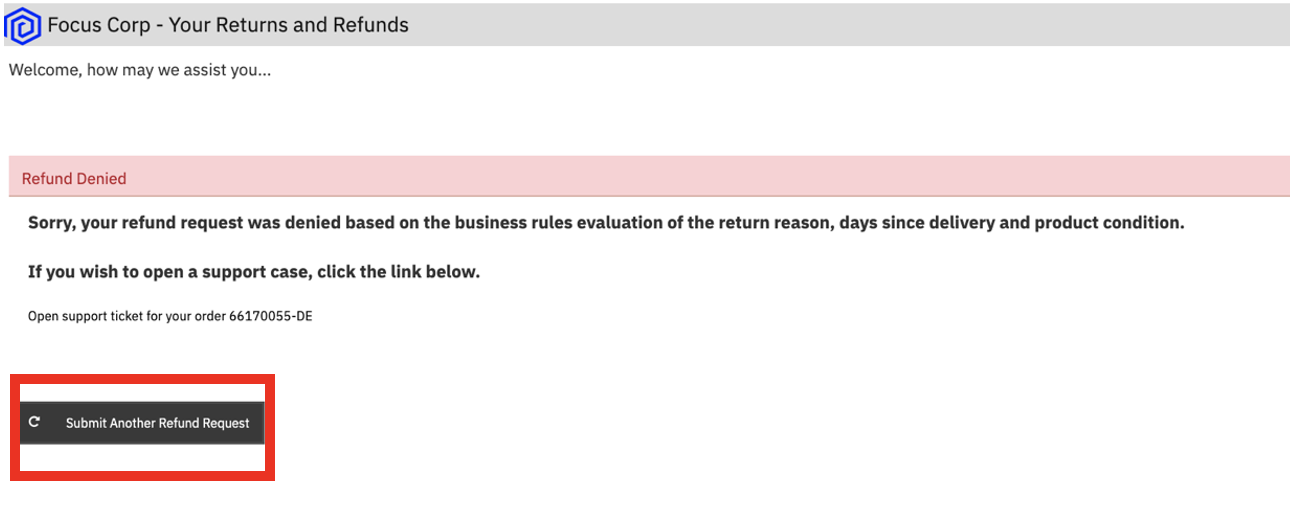 Focus Corp - Your Returns and Refunds
Welcome, how may we assist you...
Refund Denied
Sorry, your refund request was denied based on the business rules evaluation of the return reason, days since delivery and product condition.
If you wish to open a support case, click the link below.
Open support ticket for your order 66170055-DE
Submit Another Refund Request